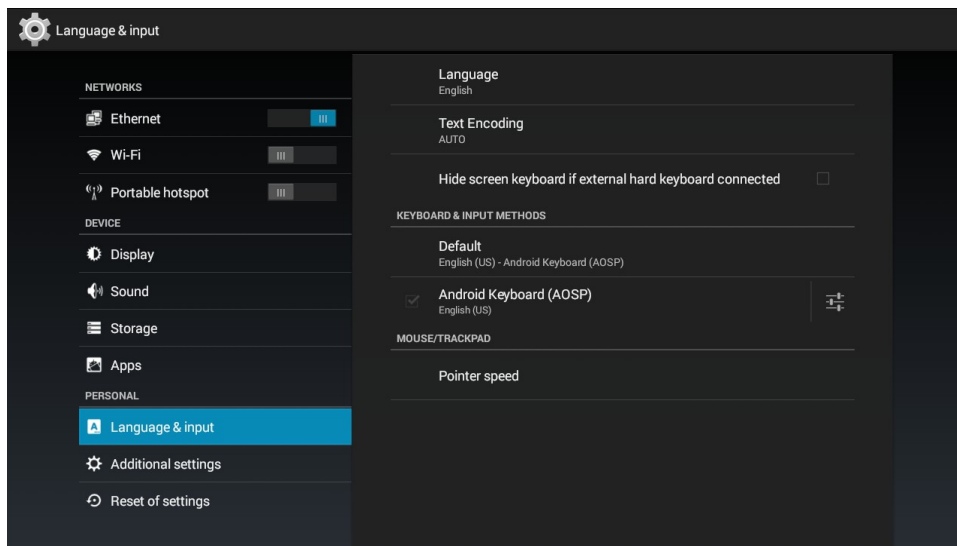 Language & input
NETWORKS
Ethernet
Wi-Fi
Portable hotspot
DEVICE
Display
Sound
Storage
Apps
PERSONAL
Language & input
Additional settings
Reset of settings
Language
English
Text Encoding
AUTO
Hide screen keyboard if external hard keyboard connected
KEYBOARD & INPUT METHODS
Default
English (US) - Android Keyboard (AOSP)
Android Keyboard (AOSP)
English (US)
MOUSE/TRACKPAD
Pointer speed